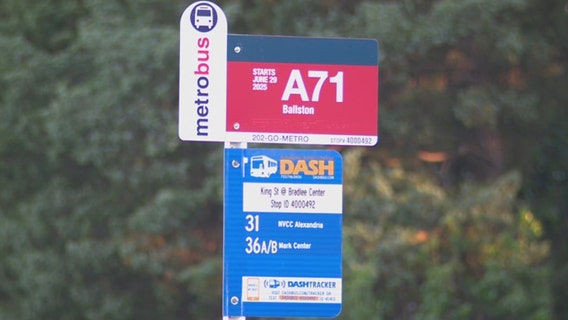 metrobus
STARTS
JUNE 29
2025
A71
Ballston
202-GO-METRO
STOP# 4000492
DASH
King St @ Bradlee Center
Stop ID 4000492
31 NVCC Alexandria
36A/B Mark Center
DASHTRACKER